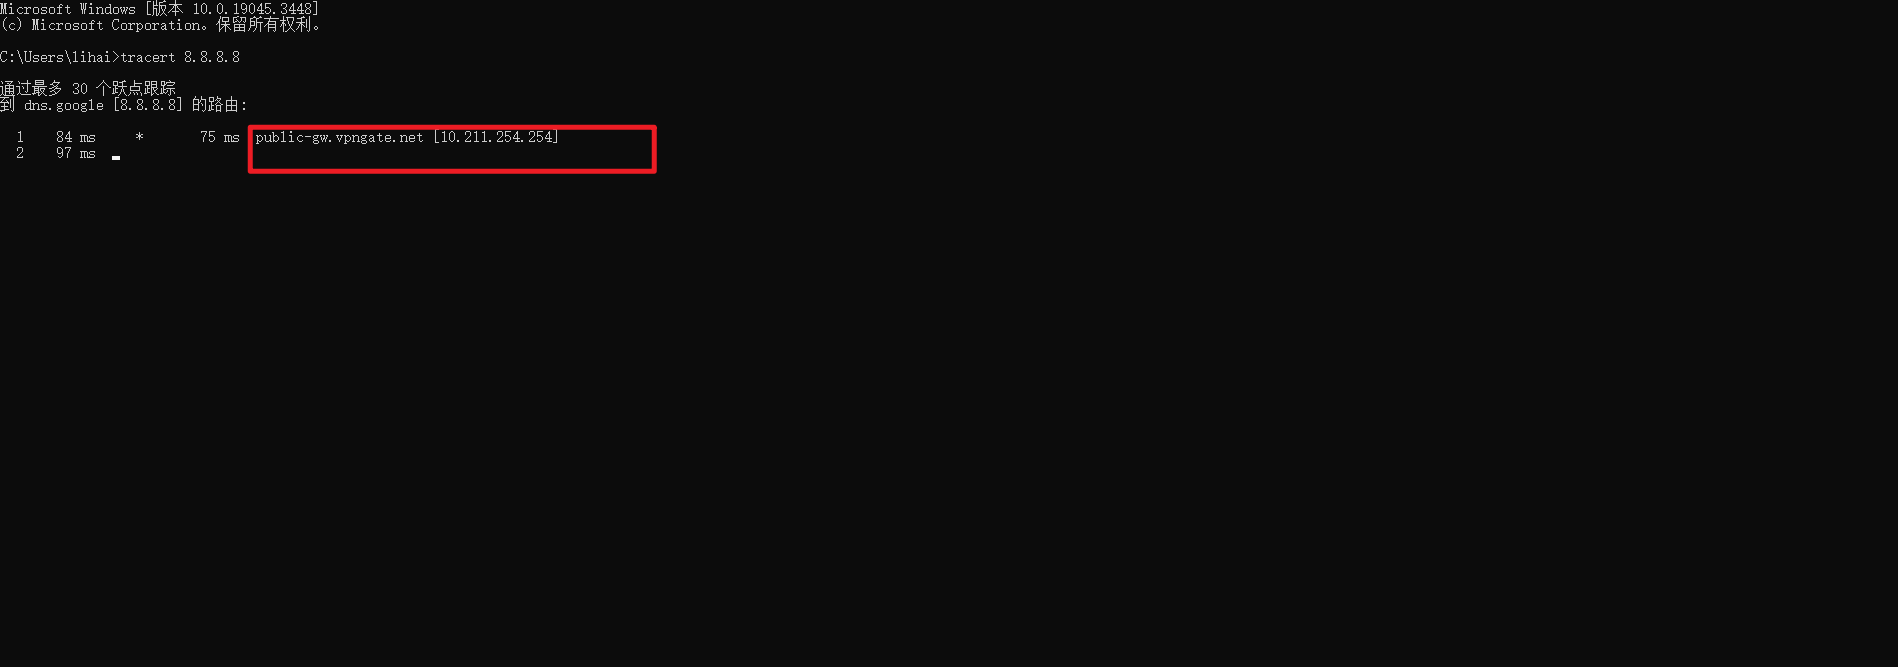 Microsoft Windows [版本 10.0.19045.3448]
(c) Microsoft Corporation。保留所有权利。
C:\Users\lihai>tracert 8.8.8.8
通过最多 30 个跃点跟踪
到 dns.google [8.8.8.8] 的路由:
1 84 ms * 75 ms public-gw.vpngate.net [10.211.254.254]
2 97 ms